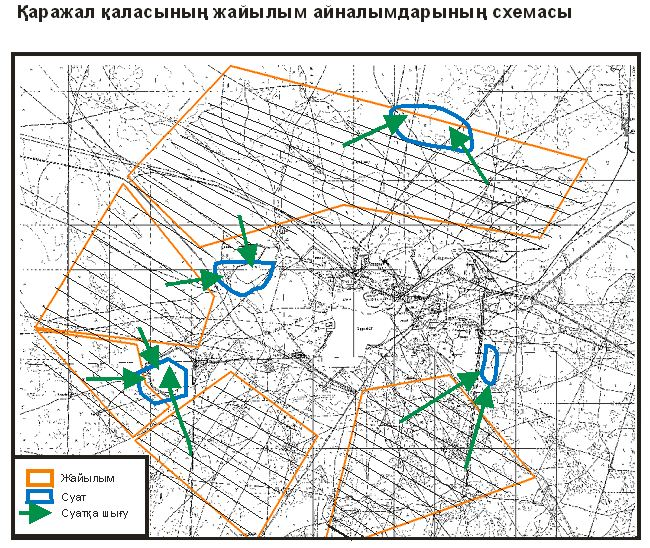 Қаражал қаласының жайылым айналымдарының схемасы
Жайылым
Суат
Суатқа шығу